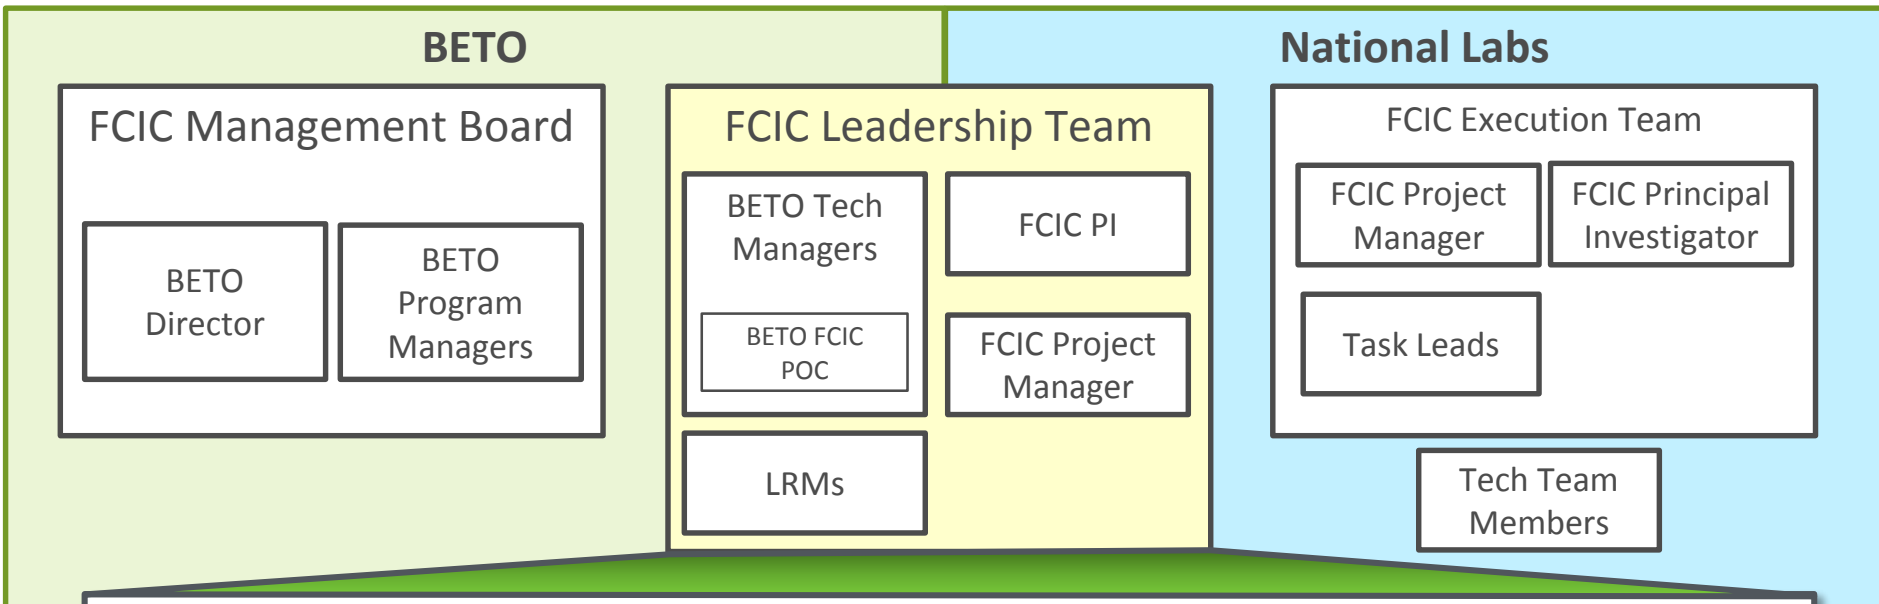 BETO
FCIC Management Board
BETO
Director
BETO
Program
Managers
FCIC Leadership Team
BETO Tech
Managers
BETO FCIC
POC
LRMs
FCIC PI
FCIC Project
Manager
National Labs
FCIC Execution Team
FCIC Project
Manager
FCIC Principal
Investigator
Task Leads
Tech Team
Members